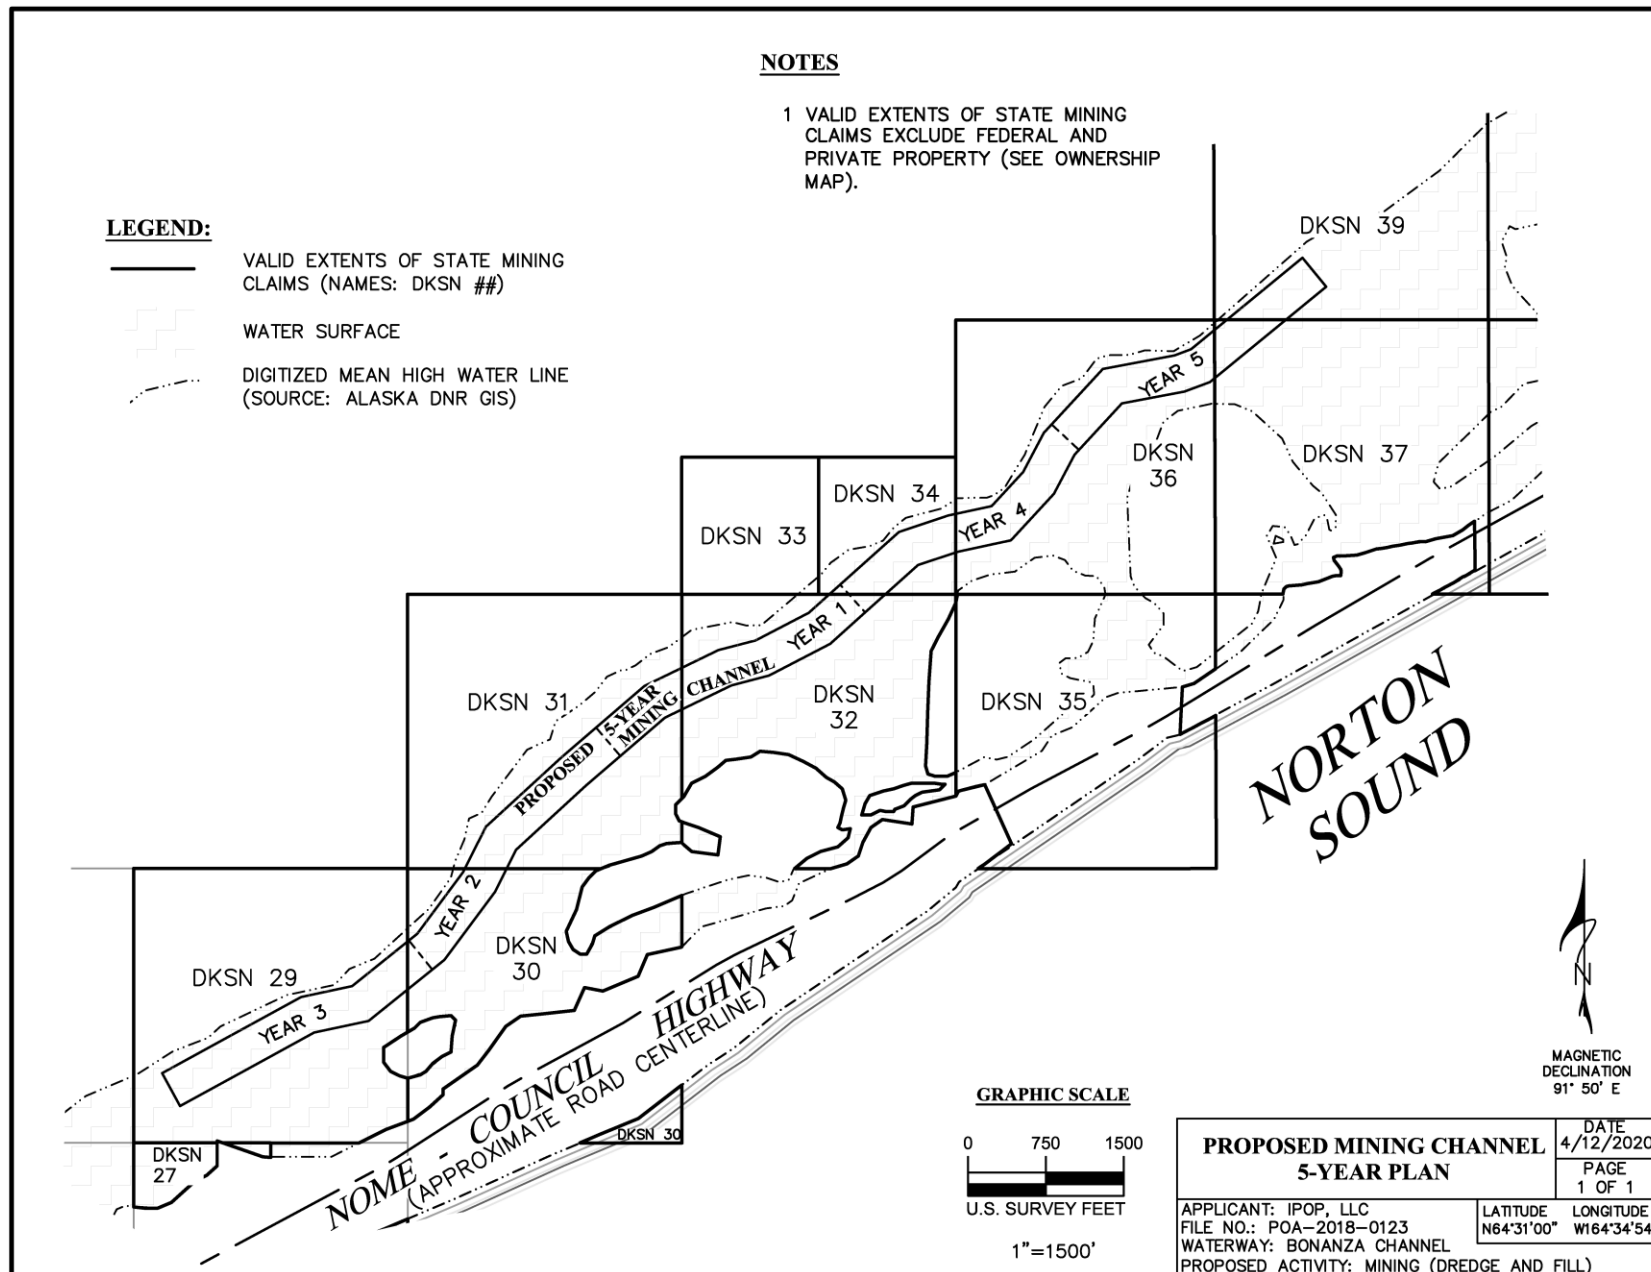 NOTES
1 VALID EXTENTS OF STATE MINING
CLAIMS EXCLUDE FEDERAL AND
PRIVATE PROPERTY (SEE OWNERSHIP
MAP).
LEGEND:
VALID EXTENTS OF STATE MINING
CLAIMS (NAMES: DKSN ##)
WATER SURFACE
DIGITIZED MEAN HIGH WATER LINE
(SOURCE: ALASKA DNR GIS)
DKSN 39
YEAR 5
DKSN
36
DKSN 37
DKSN 34
DKSN 33
YEAR 4
YEAR 1
DKSN 31
PROPOSED 5-YEAR
MINING CHANNEL
DKSN
32
DKSN 35
NORTON
SOUND
YEAR 2
DKSN
30
DKSN 29
YEAR 3
NOME - COUNCIL HIGHWAY
(APPROXIMATE ROAD CENTERLINE)
DKSN 30
DKSN
27
N
MAGNETIC
DECLINATION
91° 50' E
GRAPHIC SCALE
0 750 1500
U.S. SURVEY FEET
1"=1500'
PROPOSED MINING CHANNEL
5-YEAR PLAN
DATE
4/12/2020
PAGE
1 OF 1
APPLICANT: IPOP, LLC
FILE NO.: POA-2018-0123
WATERWAY: BONANZA CHANNEL
PROPOSED ACTIVITY: MINING (DREDGE AND FILL)
LATITUDE
N64°31'00"
LONGITUDE
W164°34'54